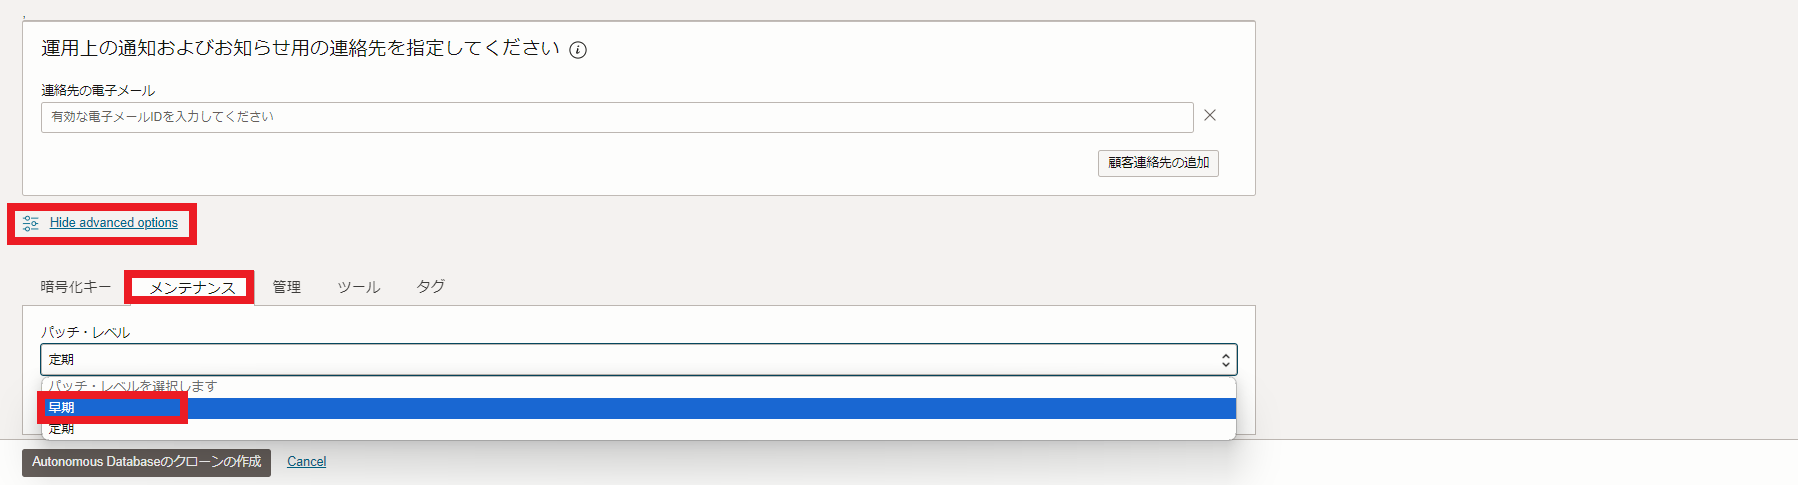 運用上の通知およびお知らせ用の連絡先を指定してください
連絡先の電子メール
有効な電子メールIDを入力してください
顧客連絡先の追加
Hide advanced options
暗号化キー メンテナンス 管理 ツール タグ
パッチ・レベル
定期
パッチ・レベルを選択します
早期
定期
Autonomous Databaseのクローンの作成 Cancel